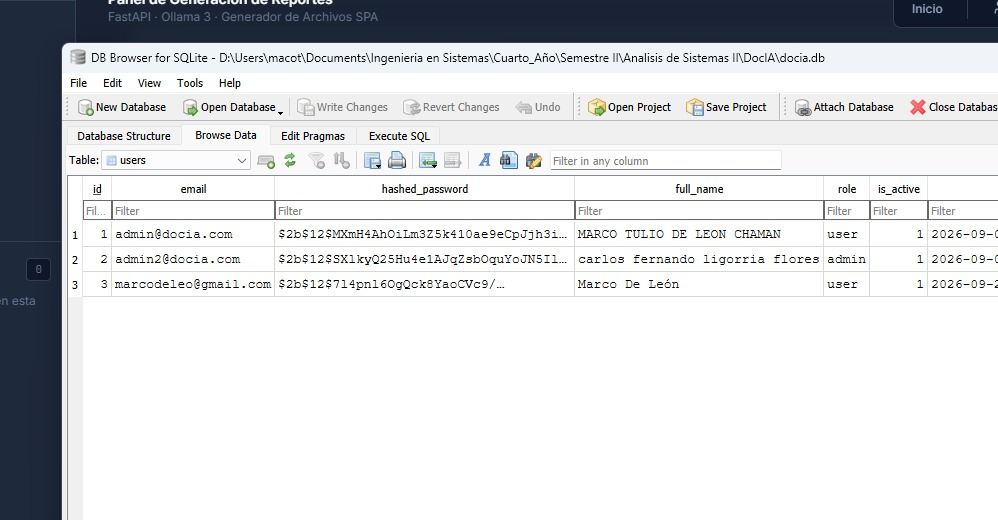 Panel de Generación de Reportes
FastAPI · Ollama 3 · Generador de Archivos SPA
Inicio
DB Browser for SQLite - D:\Users\macot\Documents\Ingenieria en Sistemas\Cuarto_Año\Semestre II\Analisis de Sistemas II\DocIA\docia.db
File Edit View Tools Help
New Database Open Database Write Changes Revert Changes Undo Open Project Save Project Attach Database Close Databas
Database Structure Browse Data Edit Pragmas Execute SQL
Table: users Filter in any column
id email hashed_password full_name role is_active
Fil... Filter Filter Filter Filter Filter Filter
1 1 admin@docia.com $2b$12$MXmH4AhOiLm3Z5k410ae9eCpJjh3i… MARCO TULIO DE LEON CHAMAN user 1 2026-09-0
2 2 admin2@docia.com $2b$12$SXlkyQ25Hu4e1AJqZsbOquYoJN5Il… carlos fernando ligorria flores admin 1 2026-09-0
3 3 marcodeleo@gmail.com $2b$12$7l4pnl6OgQck8YaoCVc9/… Marco De León user 1 2026-09-2
0
en esta